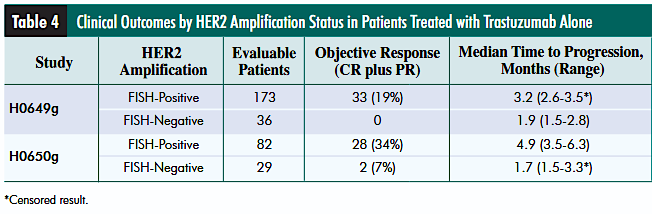 Table 4 Clinical Outcomes by HER2 Amplification Status in Patients Treated with Trastuzumab Alone
Study HER2 Amplification Evaluable Patients Objective Response (CR plus PR) Median Time to Progression, Months (Range)
H0649g FISH-Positive 173 33 (19%) 3.2 (2.6-3.5*)
FISH-Negative 36 0 1.9 (1.5-2.8)
H0650g FISH-Positive 82 28 (34%) 4.9 (3.5-6.3)
FISH-Negative 29 2 (7%) 1.7 (1.5-3.3*)
*Censored result.